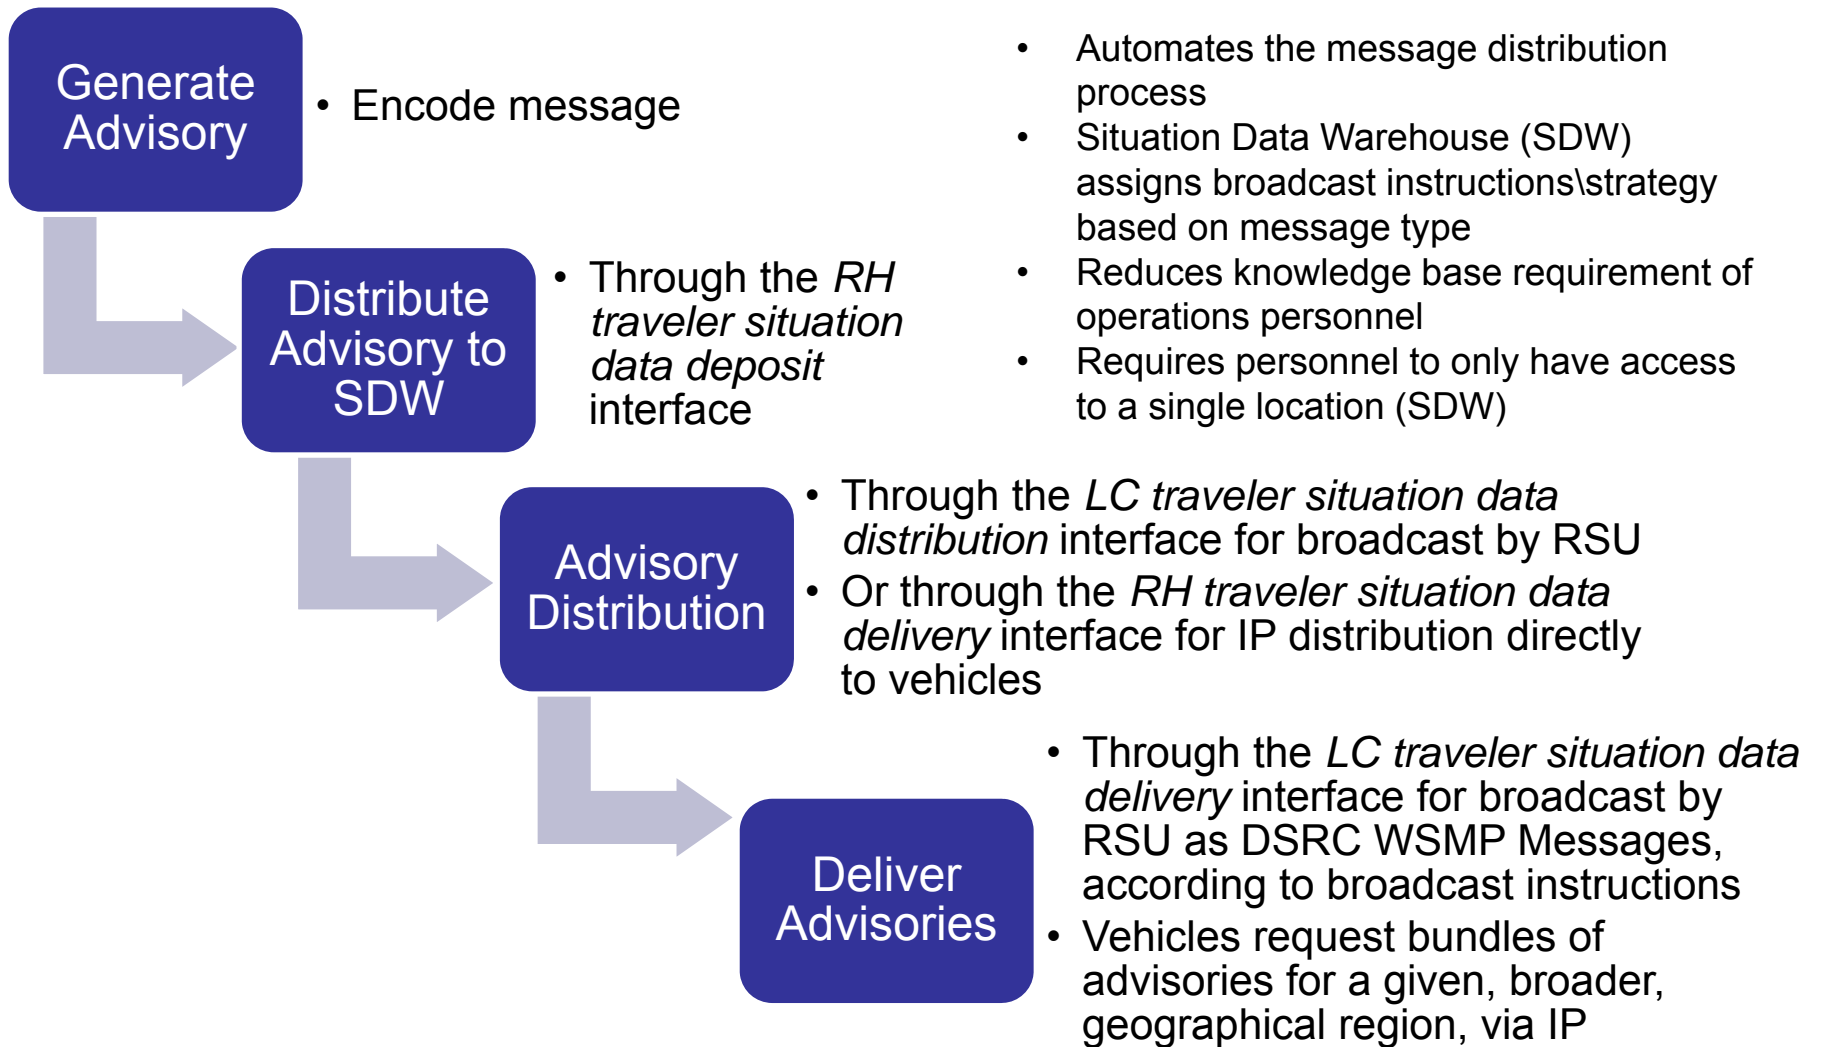 Generate
Advisory
• Encode message
• Automates the message distribution
process
• Situation Data Warehouse (SDW)
assigns broadcast instructions\strategy
based on message type
• Reduces knowledge base requirement of
operations personnel
• Requires personnel to only have access
to a single location (SDW)
Distribute
Advisory to
SDW
• Through the RH
traveler situation
data deposit
interface
Advisory
Distribution
• Through the LC traveler situation data
distribution interface for broadcast by RSU
• Or through the RH traveler situation data
delivery interface for IP distribution directly
to vehicles
Deliver
Advisories
• Through the LC traveler situation data
delivery interface for broadcast by
RSU as DSRC WSMP Messages,
according to broadcast instructions
• Vehicles request bundles of
advisories for a given, broader,
geographical region, via IP